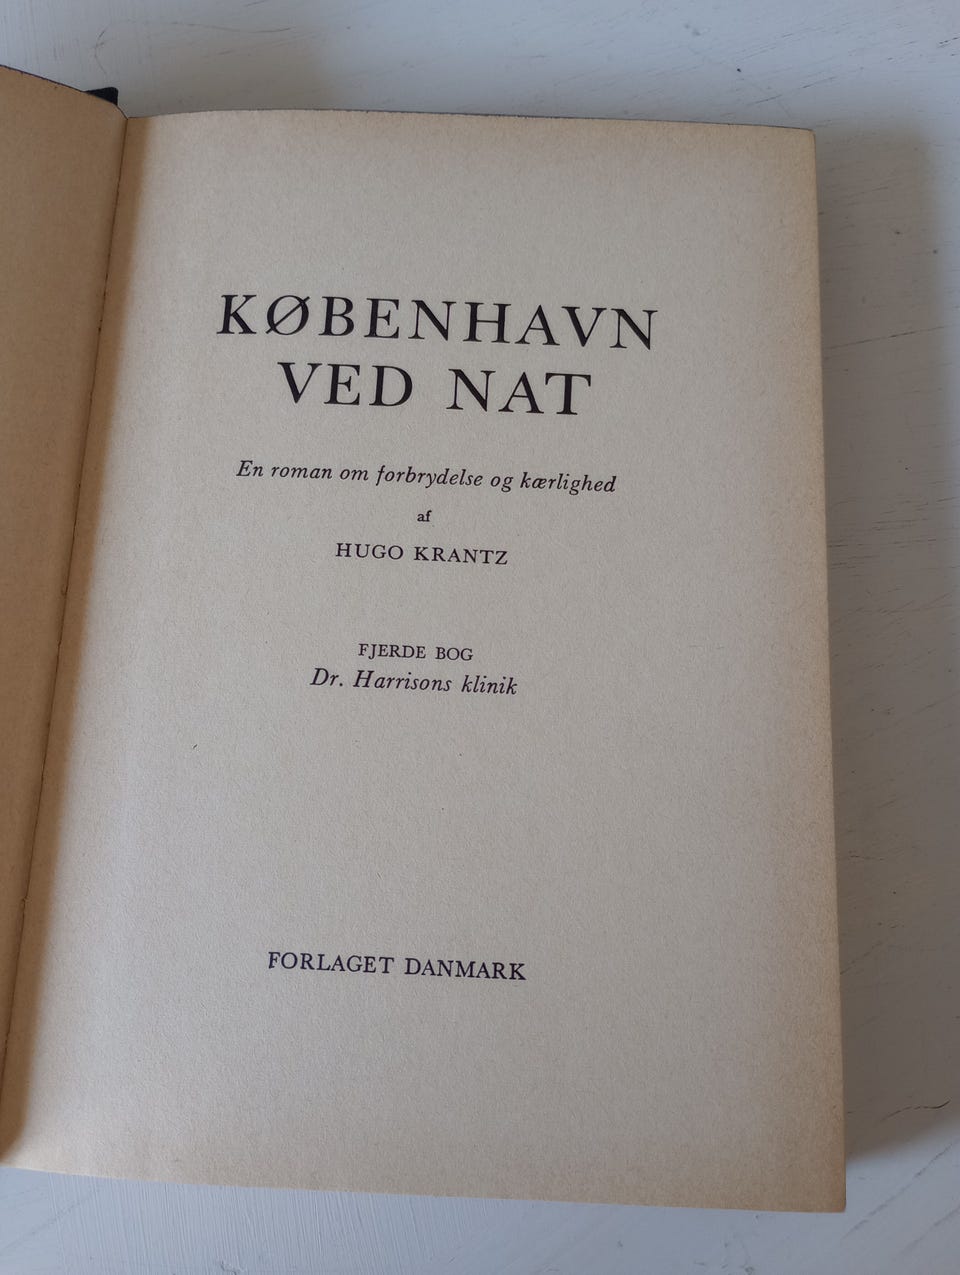 KØBENHAVN
VED NAT
En roman om forbrydelse og kærlighed
af
HUGO KRANTZ
FJERDE BOG
Dr. Harrisons klinik
FORLAGET DANMARK